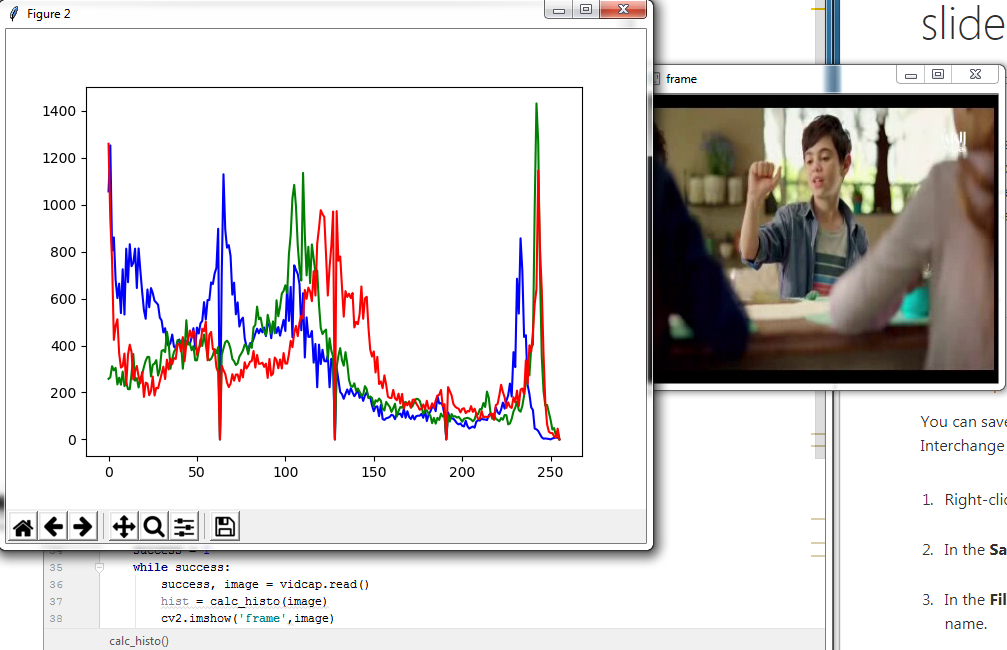 Figure 2
1400
1200
1000
800
600
400
200
0
0 50 100 150 200 250
slide
frame
You can save
Interchange
1. Right-clic
2. In the Sa
3. In the Fil
name.
35 while success:
36 success, image = vidcap.read()
37 hist = calc_histo(image)
38 cv2.imshow('frame',image)
calc_histo()